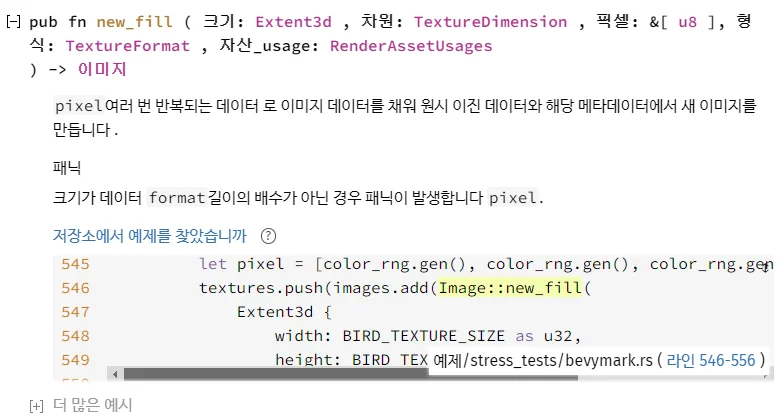 [-] pub fn new_fill ( 크기: Extent3d , 차원: TextureDimension , 픽셀: &[ u8 ], 형
식: TextureFormat , 자산_usage: RenderAssetUsages
) -> 이미지
pixel여러 번 반복되는 데이터 로 이미지 데이터를 채워 원시 이진 데이터와 해당 메타데이터에서 새 이미지를
만듭니다 .
패닉
크기가 데이터 format길이의 배수가 아닌 경우 패닉이 발생합니다 pixel.
저장소에서 예제를 찾았습니까 ?
545 let pixel = [color_rng.gen(), color_rng.gen(), color_rng.gen
546 textures.push(images.add(Image::new_fill(
547 Extent3d {
548 width: BIRD_TEXTURE_SIZE as u32,
549 height: BIRD_TEX
예제/stress_tests/bevymark.rs ( 라인 546-556 )
[+] 더 많은 예시